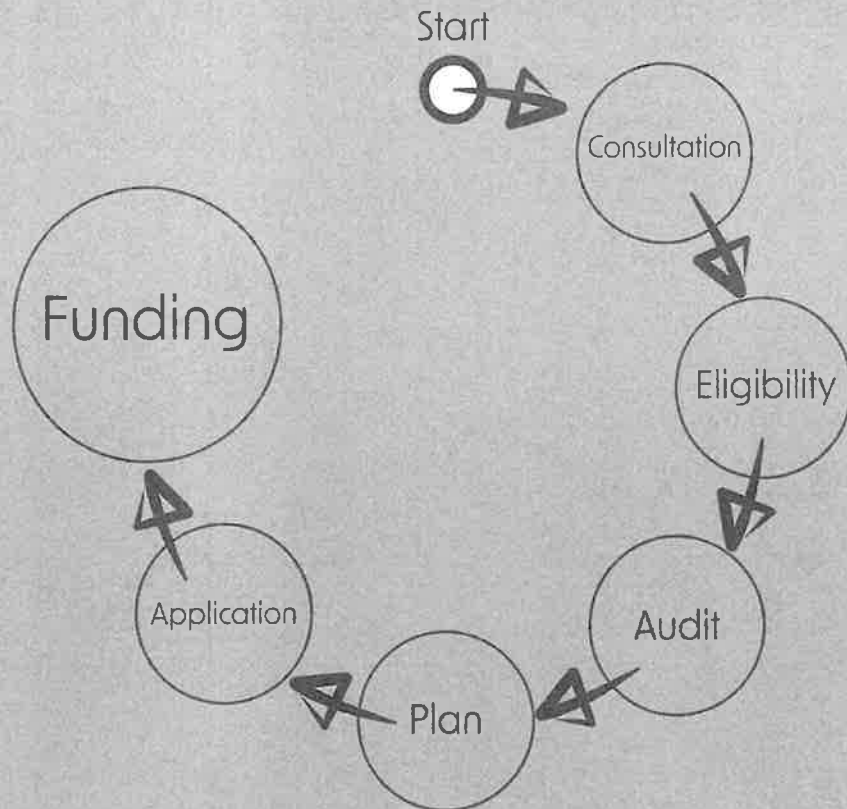 Start
Consultation
Eligibility
Audit
Plan
Application
Funding